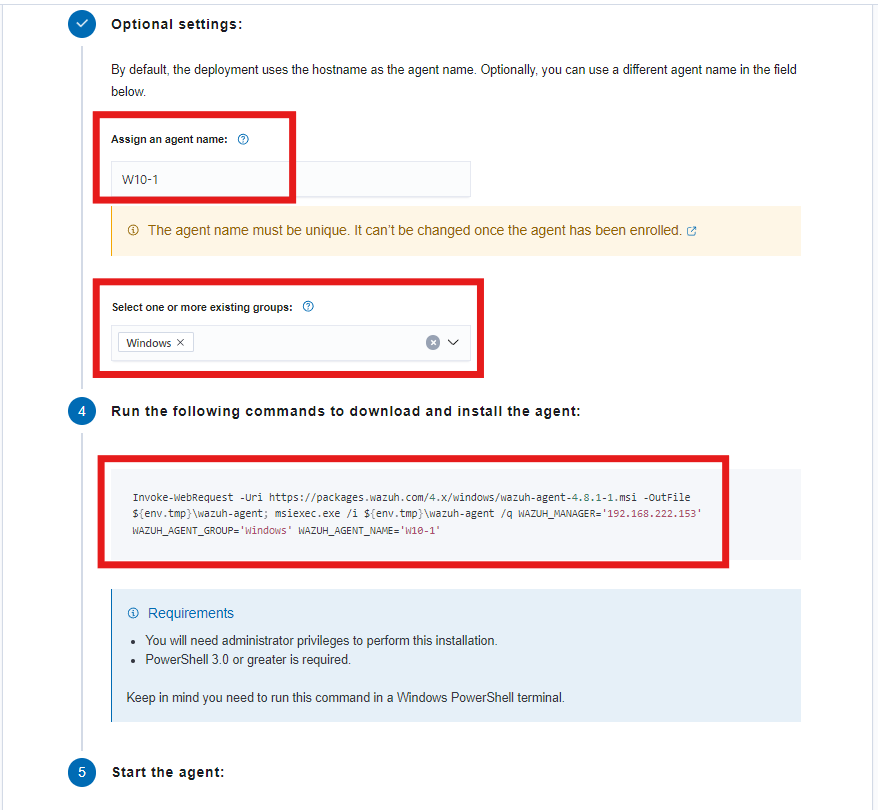 Optional settings:
By default, the deployment uses the hostname as the agent name. Optionally, you can use a different agent name in the field
below.
Assign an agent name:
W10-1
The agent name must be unique. It can’t be changed once the agent has been enrolled.
Select one or more existing groups:
Windows
4 Run the following commands to download and install the agent:
Invoke-WebRequest -Uri https://packages.wazuh.com/4.x/windows/wazuh-agent-4.8.1-1.msi -OutFile
${env.tmp}\wazuh-agent; msiexec.exe /i ${env.tmp}\wazuh-agent /q WAZUH_MANAGER='192.168.222.153'
WAZUH_AGENT_GROUP='Windows' WAZUH_AGENT_NAME='W10-1'
Requirements
• You will need administrator privileges to perform this installation.
• PowerShell 3.0 or greater is required.
Keep in mind you need to run this command in a Windows PowerShell terminal.
5 Start the agent: